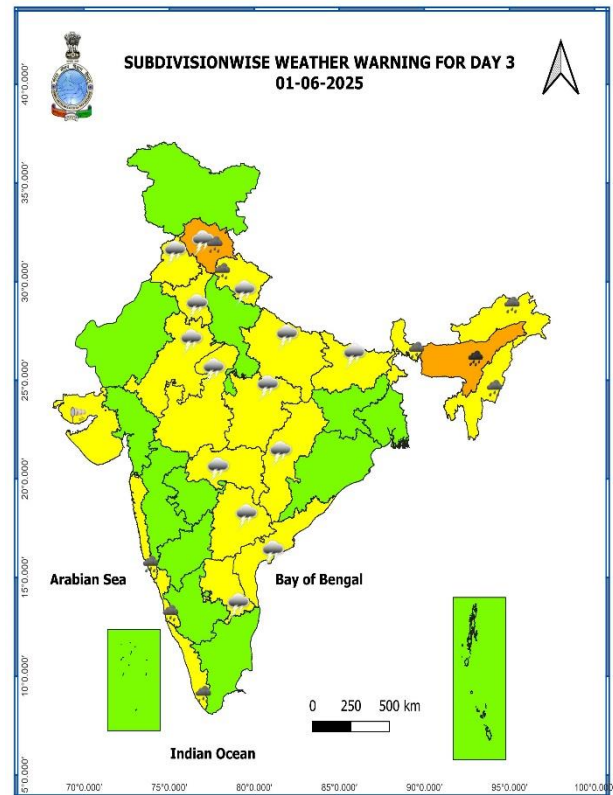 SUBDIVISIONWISE WEATHER WARNING FOR DAY 3
01-06-2025
40°0.000'
35°0.000'
30°0.000'
25°0.000'
20°0.000'
15°0.000'
10°0.000'
5°0.000'
Arabian Sea
Bay of Bengal
0 250 500 km
Indian Ocean
70°0.000' 75°0.000' 80°0.000' 85°0.000' 90°0.000' 95°0.000' 100°0.000'